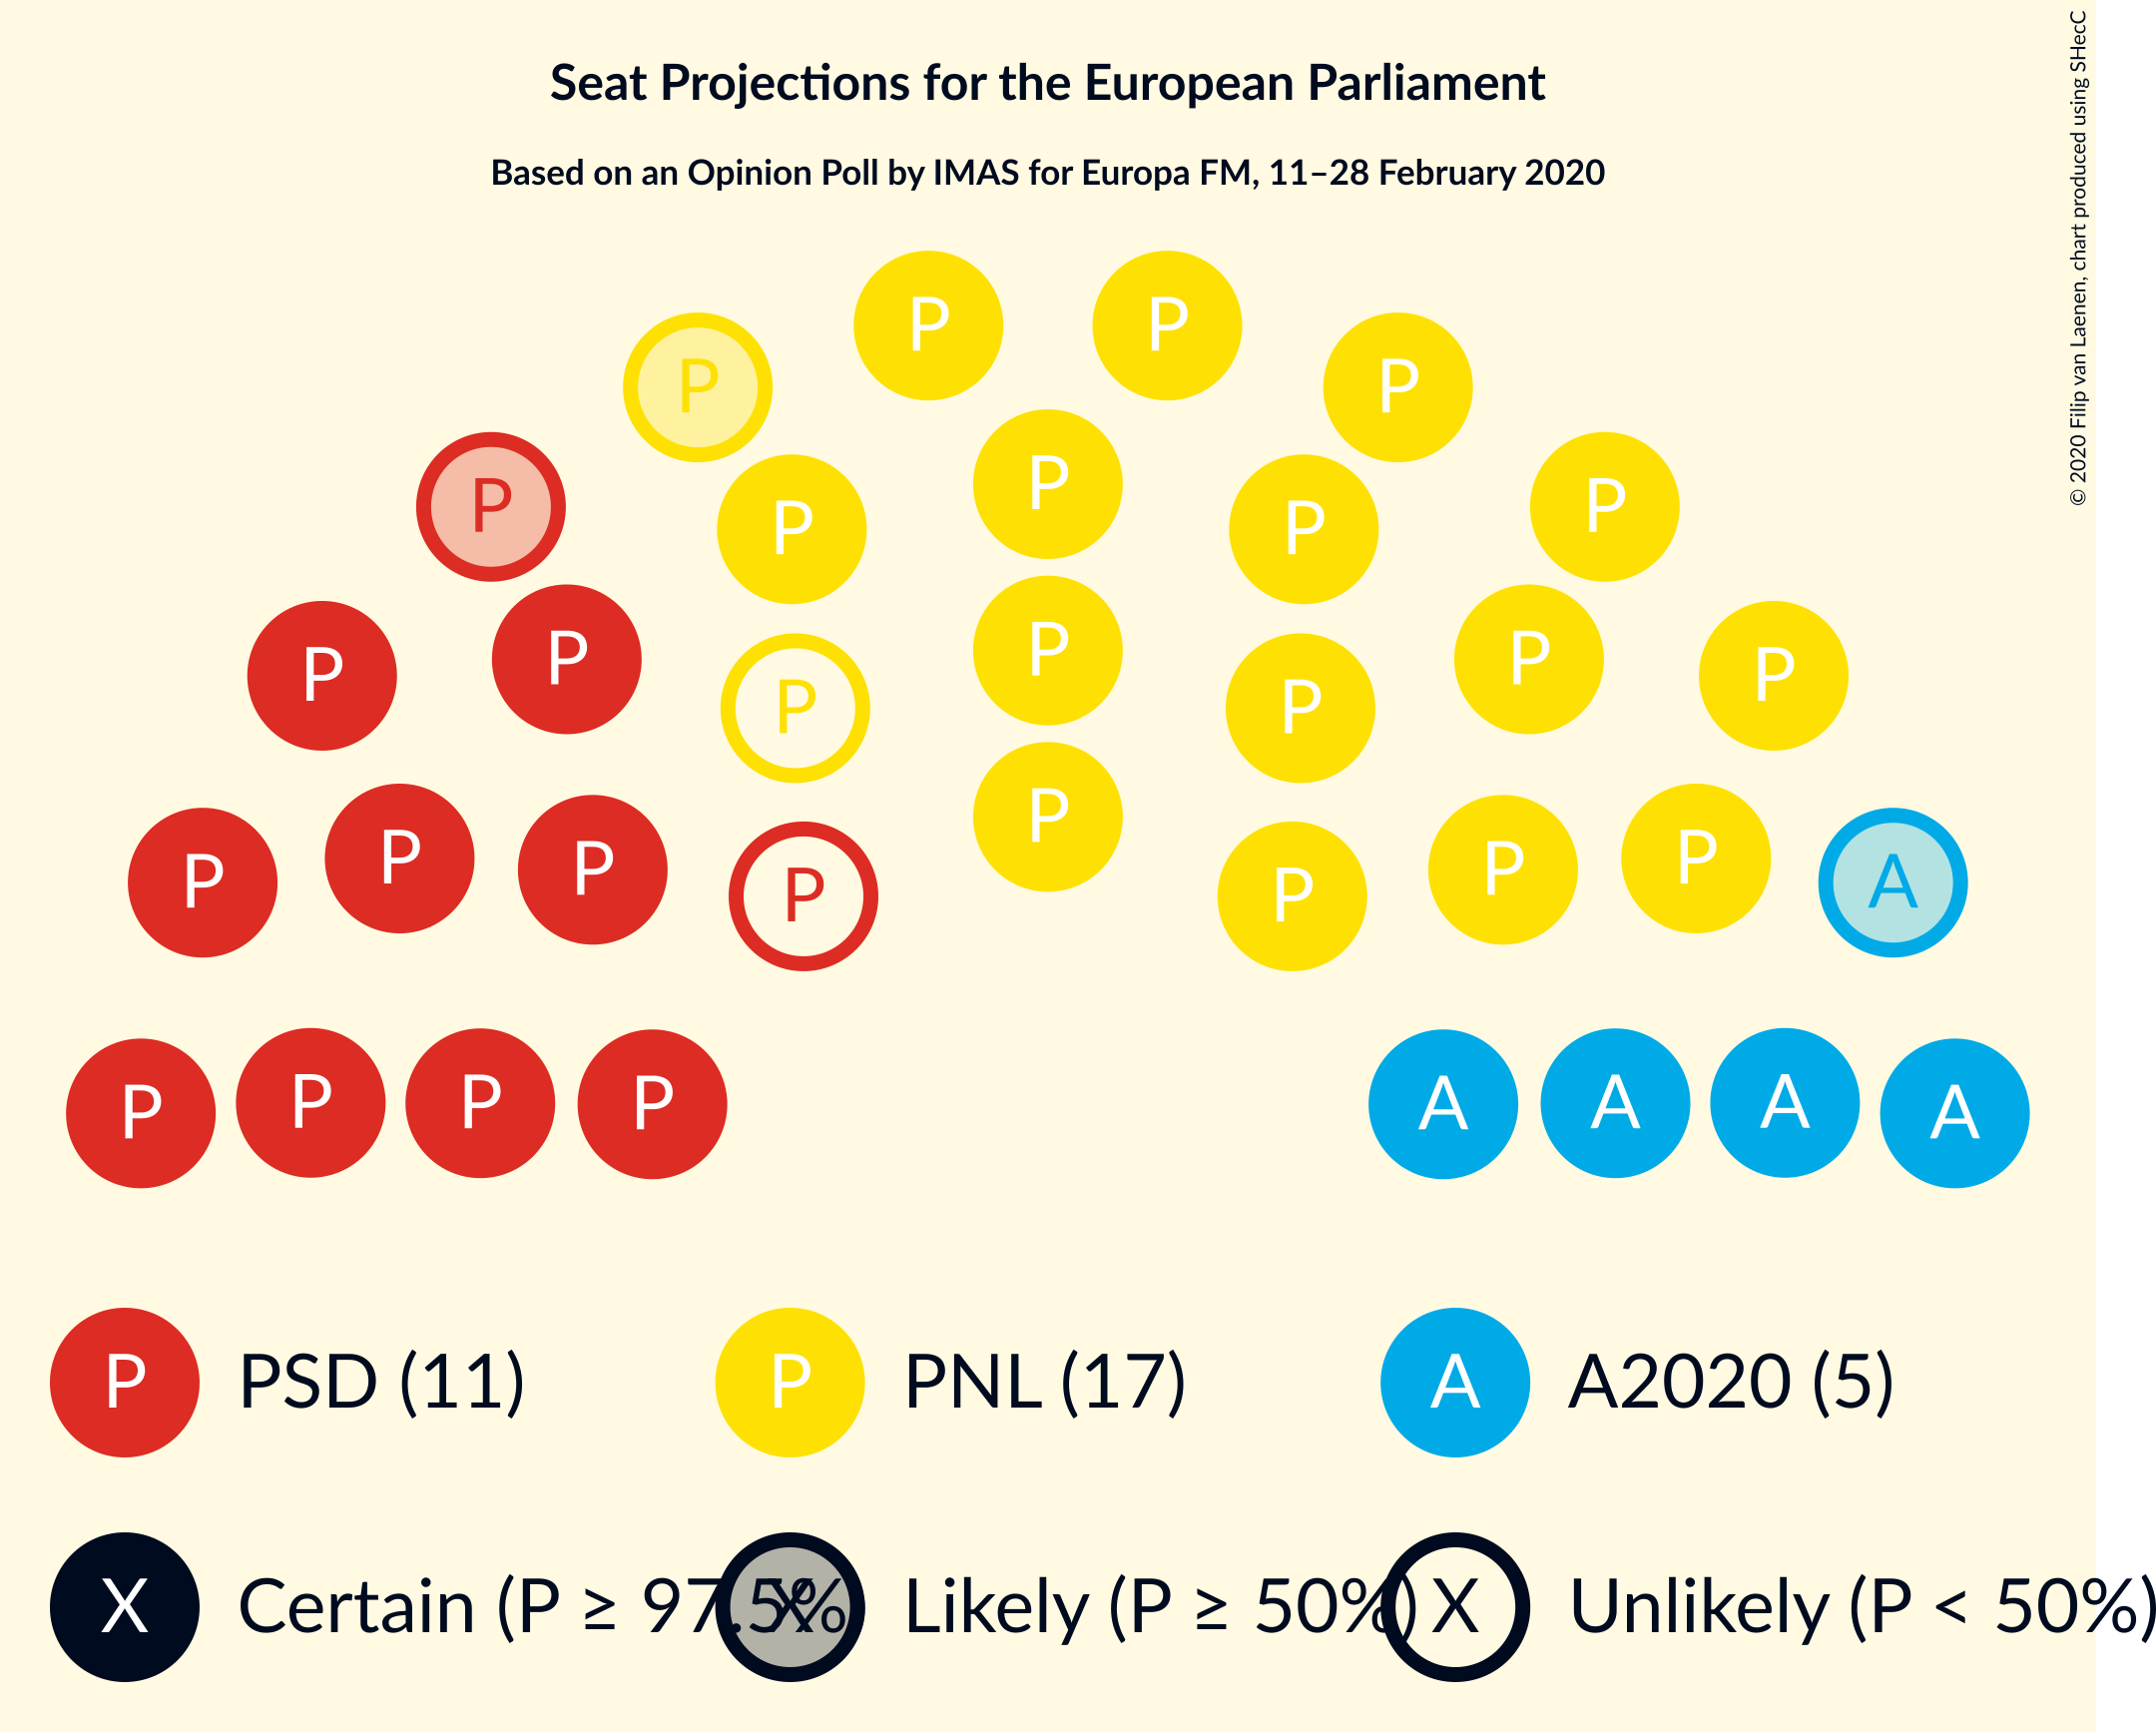 Seat Projections for the European Parliament
Based on an Opinion Poll by IMAS for Europa FM, 11–28 February 2020
© 2020 Filip van Laenen, chart produced using SHecC
P P
P P
P
P P
P P
P P
P P
P P
P P
P P
P P P P
P P P P A
P P
P P P P A A A A
P PSD (11) P PNL (17) A A2020 (5)
X Certain (P ≥ 97.5% X Likely (P ≥ 50%) X Unlikely (P < 50%)